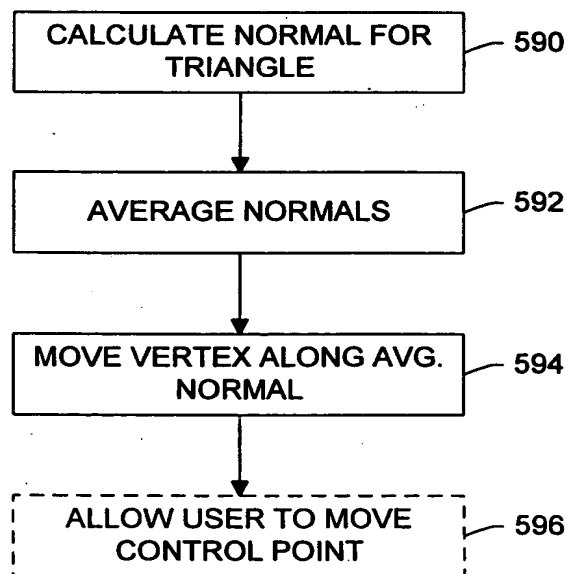 CALCULATE NORMAL FOR
TRIANGLE
590
AVERAGE NORMALS
592
MOVE VERTEX ALONG AVG.
NORMAL
594
ALLOW USER TO MOVE
CONTROL POINT
596